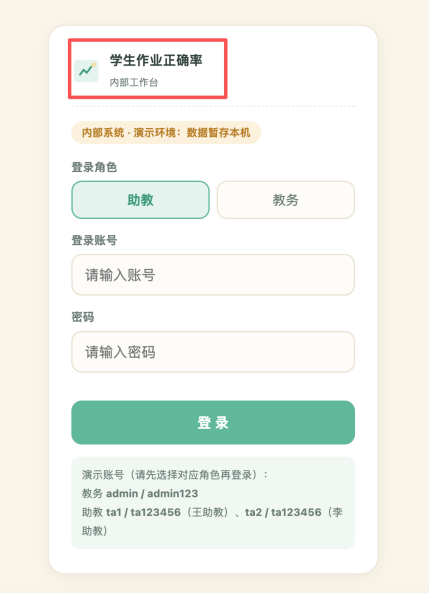 学生作业正确率
内部工作台
内部系统 · 演示环境：数据暂存本机
登录角色
助教
教务
登录账号
请输入账号
密码
请输入密码
登 录
演示账号（请先选择对应角色再登录）：
教务 admin / admin123
助教 ta1 / ta123456（王助教）、ta2 / ta123456（李
助教）